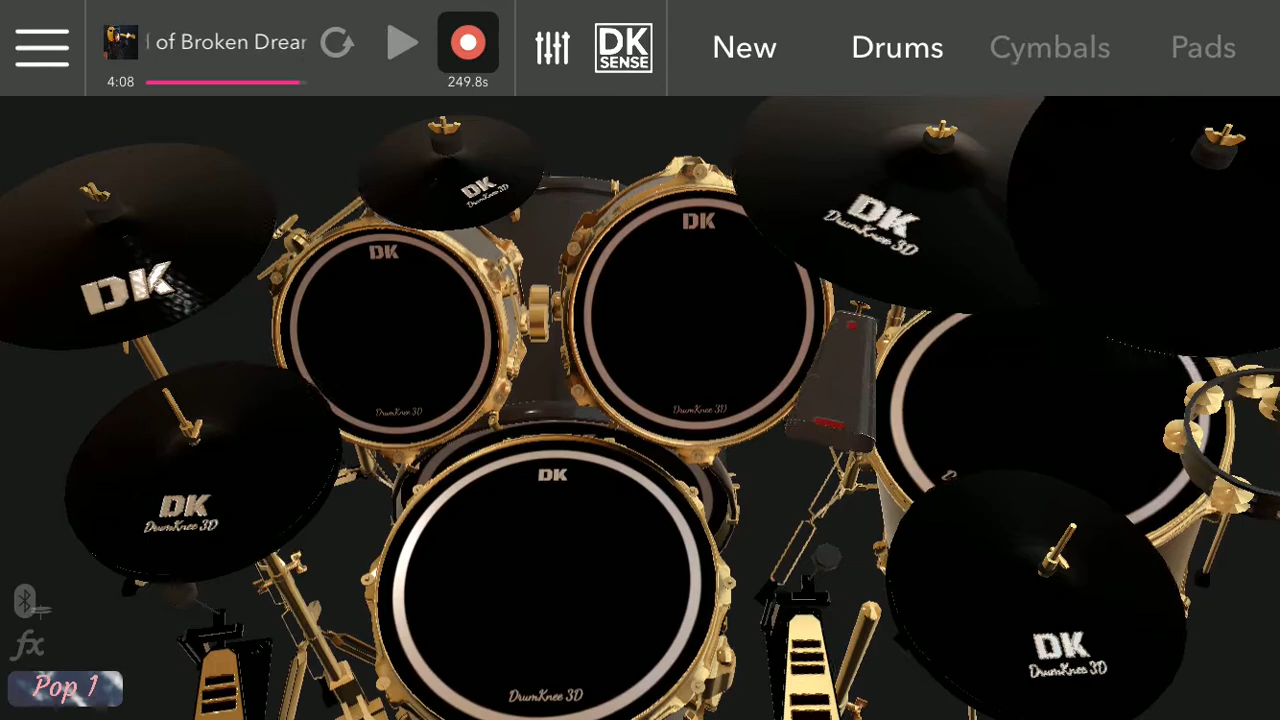 of Broken Drear
4:08
249.8s
DK
SENSE
New
Drums
Cymbals
Pads
DK
DrumKnee 3D
DK
DK
DK
DrumKnee 3D
DK
DK
DrumKnee 3D
DrumKnee 3D
DK
DrumKnee 3D
DK
DrumKnee 3D
DK
DrumKnee 3D
fx
Pop 1